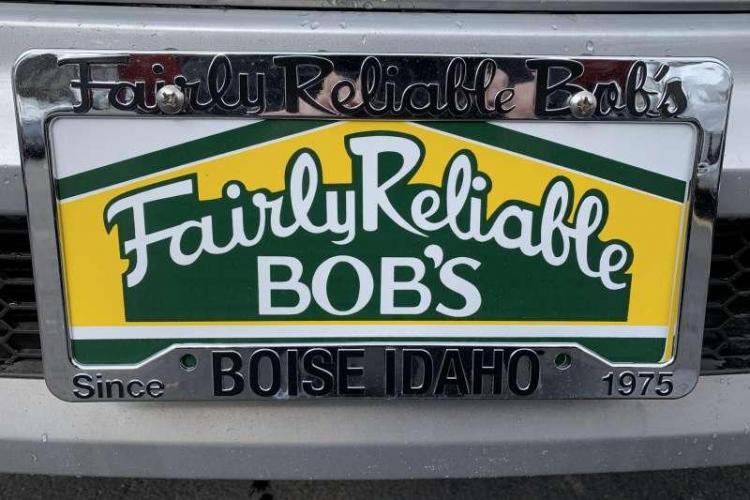 Fairly Reliable Bob's
Fairly Reliable
BOB'S
BOISE IDAHO
Since 1975